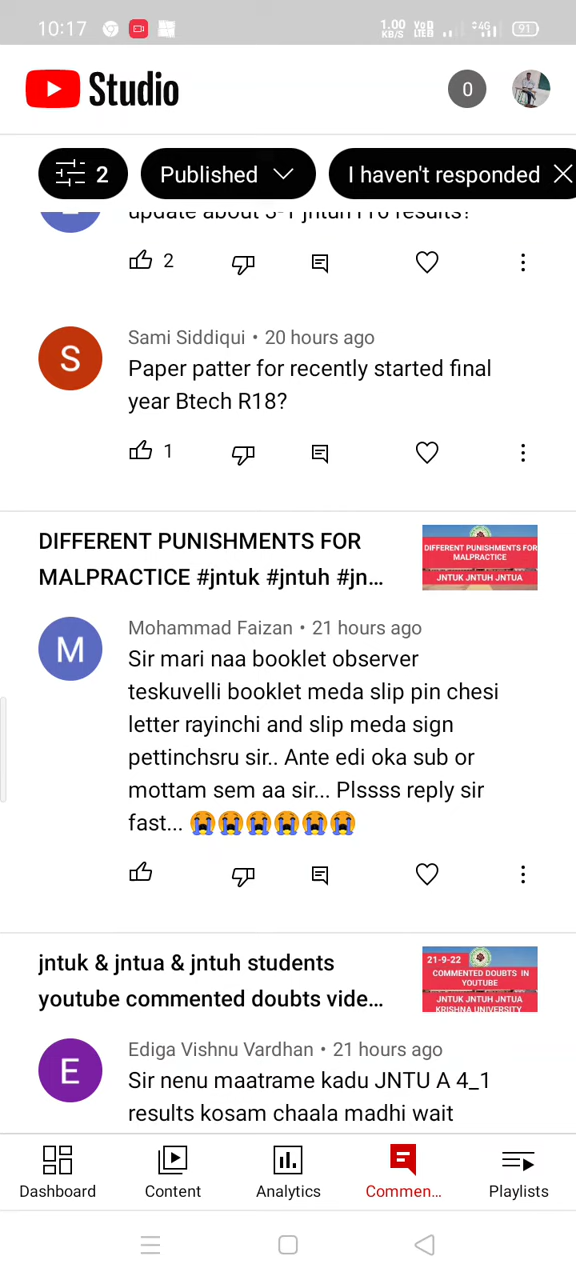 10:17
1.00 KB/S VoD LTE 4G 91
Studio
0
2 Published I haven't responded
update about 3-1 jntuh r16 results?
2
Sami Siddiqui • 20 hours ago
Paper patter for recently started final
year Btech R18?
1
DIFFERENT PUNISHMENTS FOR
MALPRACTICE #jntuk #jntuh #jn...
DIFFERENT PUNISHMENTS FOR
MALPRACTICE
JNTUK JNTUH JNTUA
M
Mohammad Faizan • 21 hours ago
Sir mari naa booklet observer
teskuvelli booklet meda slip pin chesi
letter rayinchi and slip meda sign
pettinchsru sir.. Ante edi oka sub or
mottam sem aa sir... Plssss reply sir
fast... 😭😭😭😭😭😭
jntuk & jntua & jntuh students
youtube commented doubts vide...
21-9-22
COMMENTED DOUBTS IN
YOUTUBE
JNTUK JNTUH JNTUA
KRISHNA UNIVERSITY
E
Ediga Vishnu Vardhan • 21 hours ago
Sir nenu maatrame kadu JNTU A 4_1
results kosam chaala madhi wait
Dashboard Content Analytics Commen... Playlists